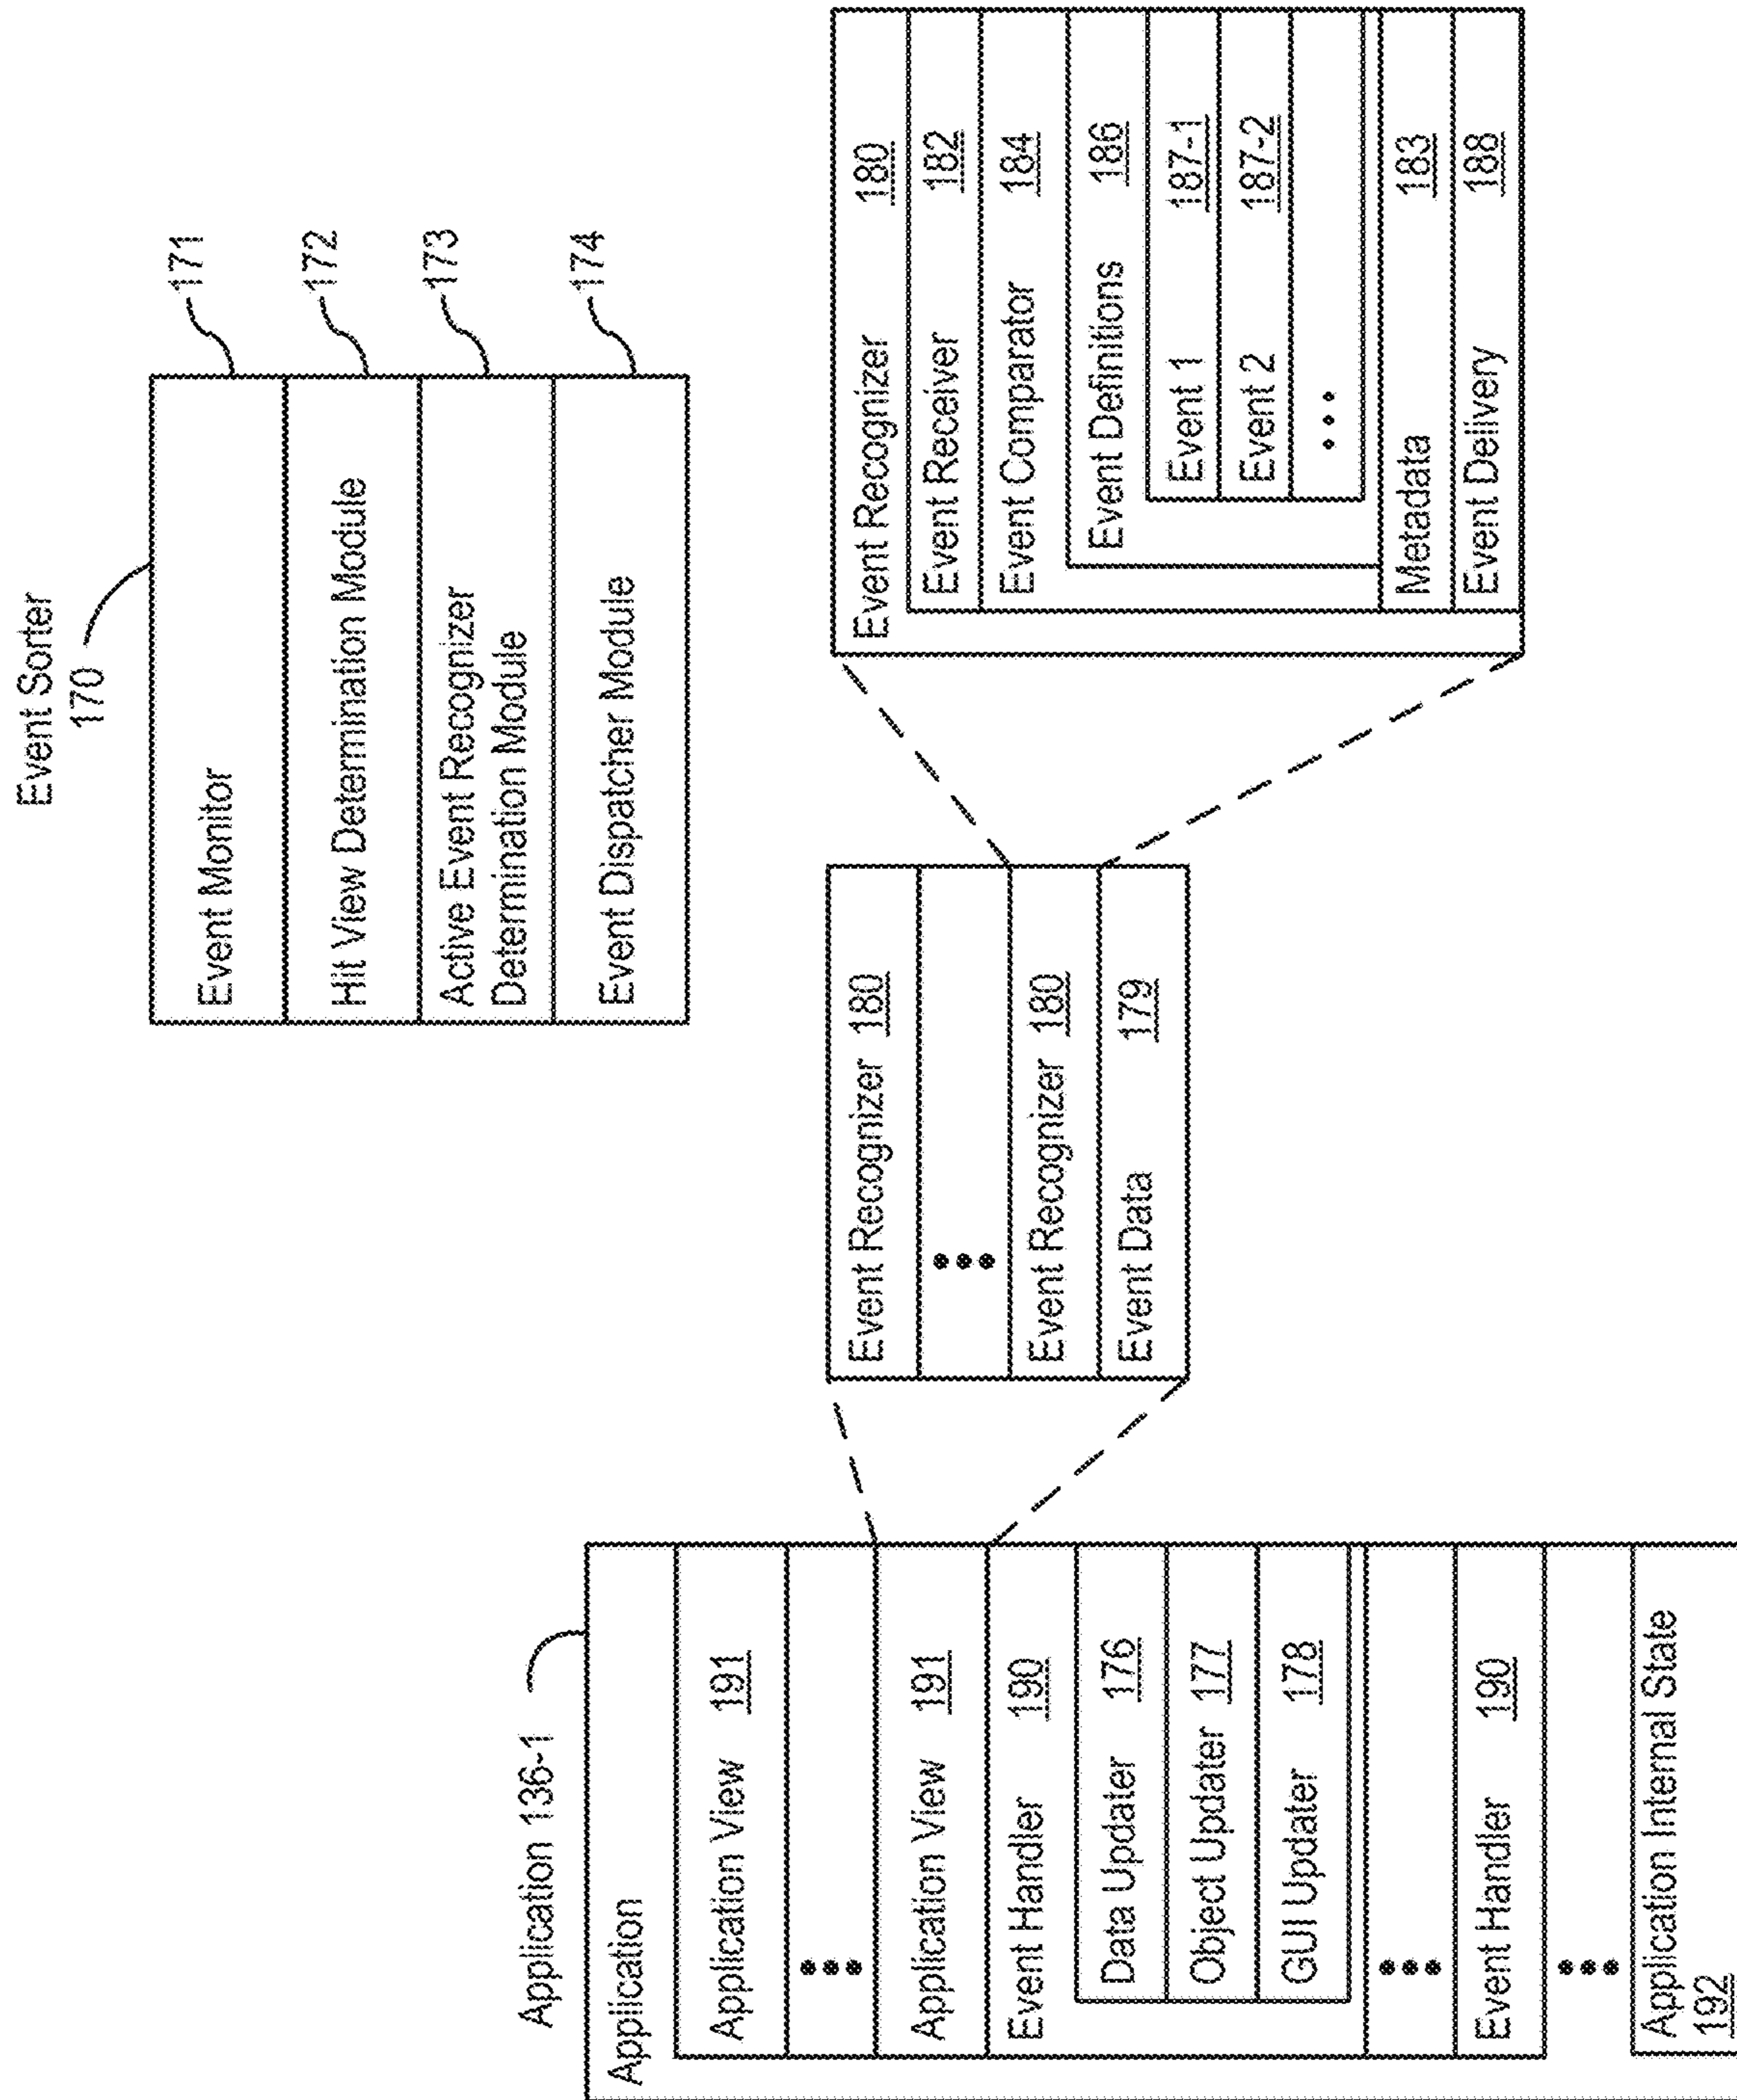 Event Sorter
170
Event Monitor
171
Hit View Determination Module
172
Active Event Recognizer
Determination Module
173
Event Dispatcher Module
174
Application 136-1
Application
Application View 191
•••
Application View 191
Event Handler 190
Data Updater 176
Object Updater 177
GUI Updater 178
•••
Event Handler 190
•••
Application Internal State
192
Event Recognizer 180
•••
Event Recognizer 180
Event Data 179
Event Recognizer 180
Event Receiver 182
Event Comparator 184
Event Definitions 186
Event 1 187-1
Event 2 187-2
•••
Metadata 183
Event Delivery 188